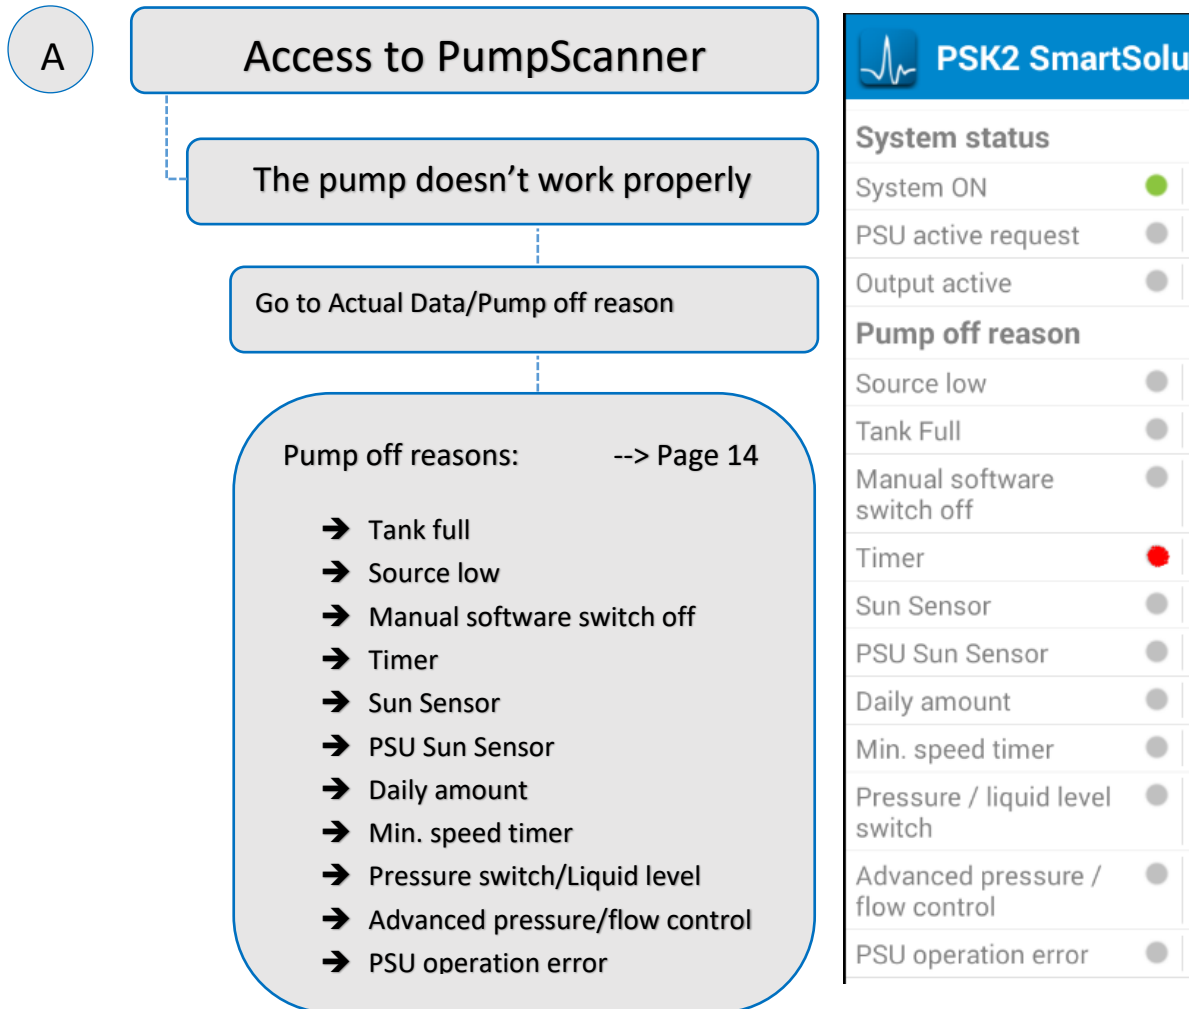 A
Access to PumpScanner
The pump doesn’t work properly
Go to Actual Data/Pump off reason
Pump off reasons: --> Page 14
➔ Tank full
➔ Source low
➔ Manual software switch off
➔ Timer
➔ Sun Sensor
➔ PSU Sun Sensor
➔ Daily amount
➔ Min. speed timer
➔ Pressure switch/Liquid level
➔ Advanced pressure/flow control
➔ PSU operation error
PSK2 SmartSolu
System status
System ON
PSU active request
Output active
Pump off reason
Source low
Tank Full
Manual software
switch off
Timer
Sun Sensor
PSU Sun Sensor
Daily amount
Min. speed timer
Pressure / liquid level
switch
Advanced pressure /
flow control
PSU operation error